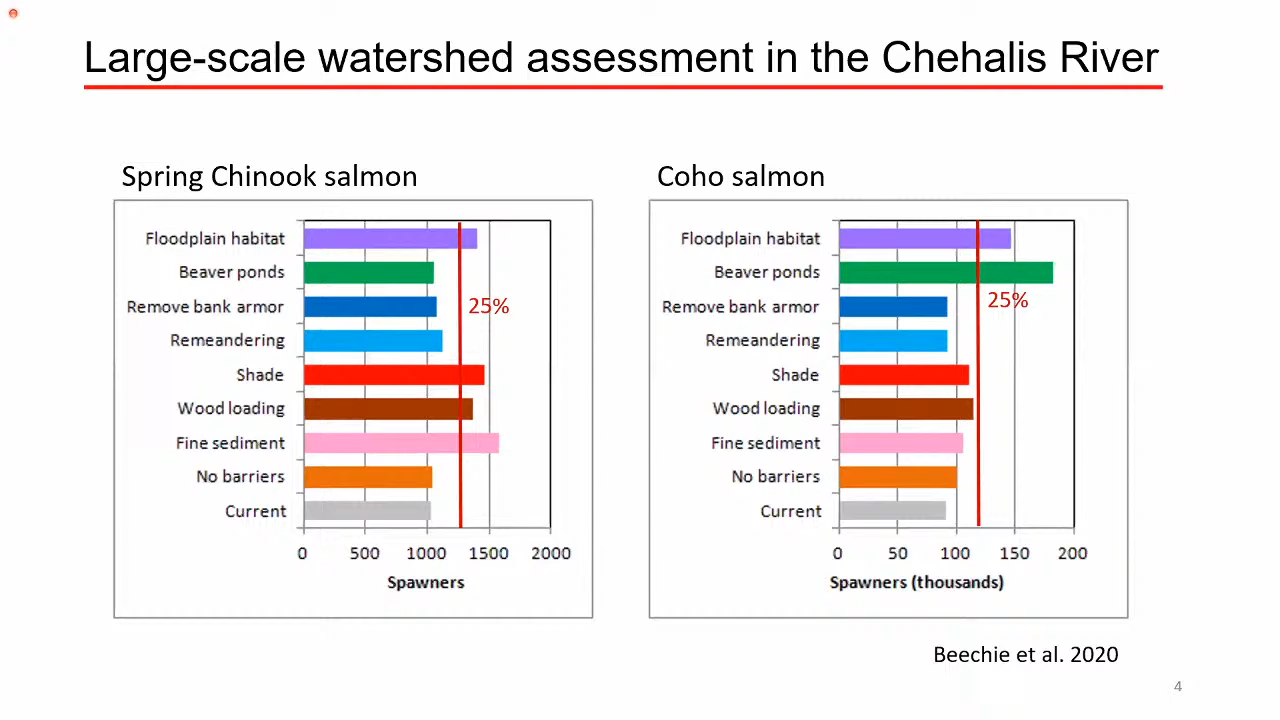 Large-scale watershed assessment in the Chehalis River
Spring Chinook salmon
Floodplain habitat
Beaver ponds
Remove bank armor
25%
Remeandering
Shade
Wood loading
Fine sediment
No barriers
Current
0 500 1000 1500 2000
Spawners
Coho salmon
Floodplain habitat
Beaver ponds
25%
Remove bank armor
Remeandering
Shade
Wood loading
Fine sediment
No barriers
Current
0 50 100 150 200
Spawners (thousands)
Beechie et al. 2020
4